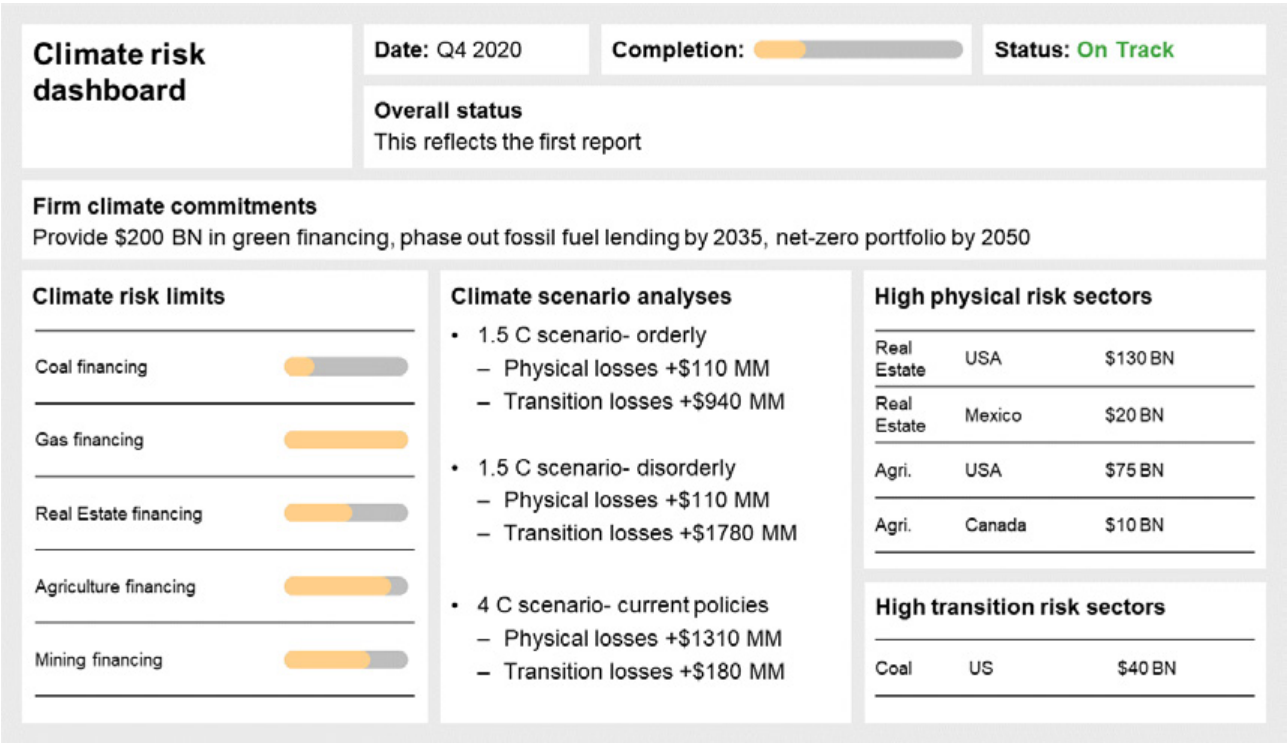 Climate risk
dashboard
Date: Q4 2020
Completion:
Status: On Track
Overall status
This reflects the first report
Firm climate commitments
Provide $200 BN in green financing, phase out fossil fuel lending by 2035, net-zero portfolio by 2050
Climate risk limits
Coal financing
Gas financing
Real Estate financing
Agriculture financing
Mining financing
Climate scenario analyses
• 1.5 C scenario- orderly
– Physical losses +$110 MM
– Transition losses +$940 MM
• 1.5 C scenario- disorderly
– Physical losses +$110 MM
– Transition losses +$1780 MM
• 4 C scenario- current policies
– Physical losses +$1310 MM
– Transition losses +$180 MM
High physical risk sectors
Real
Estate USA $130 BN
Real
Estate Mexico $20 BN
Agri. USA $75 BN
Agri. Canada $10 BN
High transition risk sectors
Coal US $40 BN